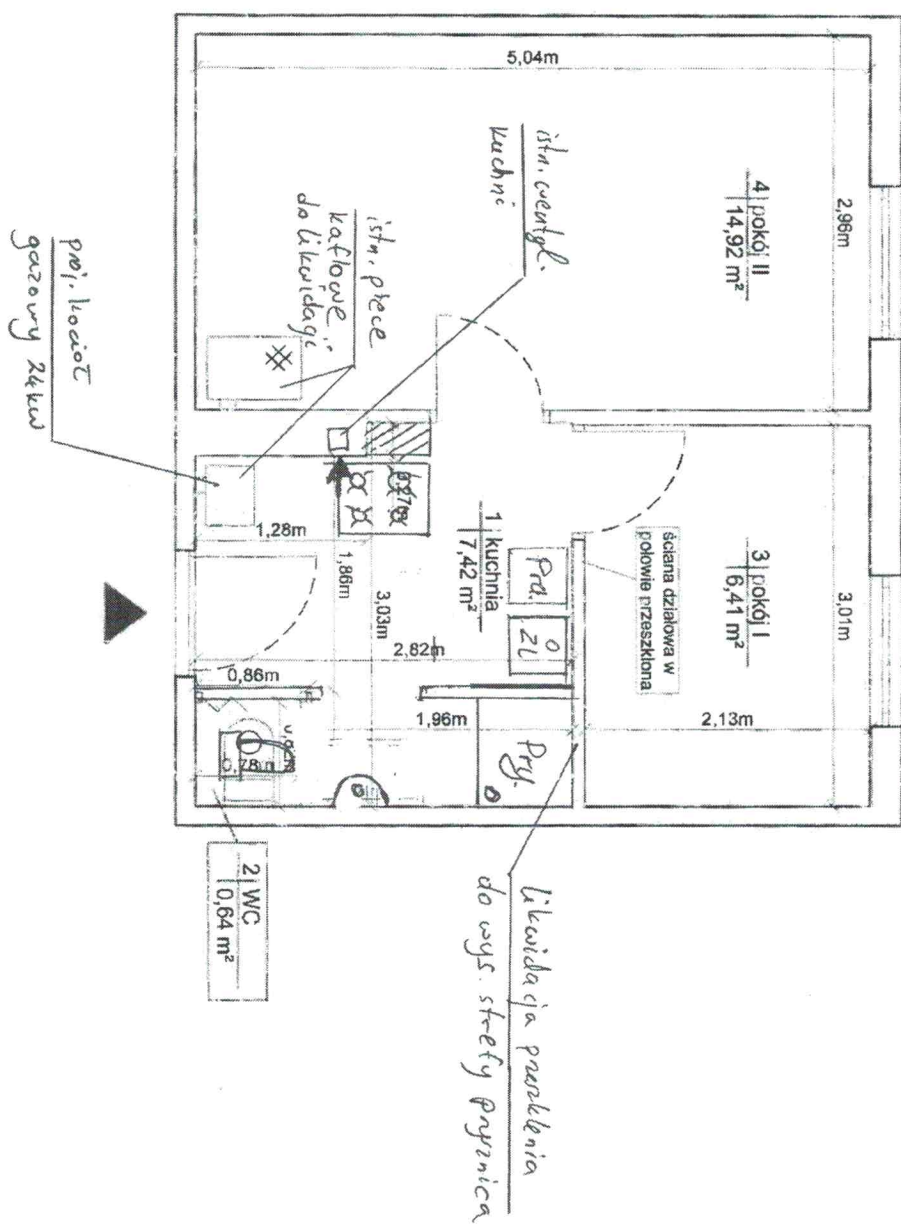 5,04m
2,96m
4 pokój II
14,92 m²
istn. wentyl.
kuchni
istn. piece
kaflowe
do likwidacji
proj. kocioł
gazowy 24kw
1 kuchnia
7,42 m²
1,28m
1,86m
3,03m
2,82m
0,86m
1,96m
0,78m
Pra.
Zl
Pry.
ściana działowa w
połowie przeszklona
3 pokój I
6,41 m²
3,01m
2,13m
2 WC
0,64 m²
likwidacja przeszklenia
do wys. strefy prysznica